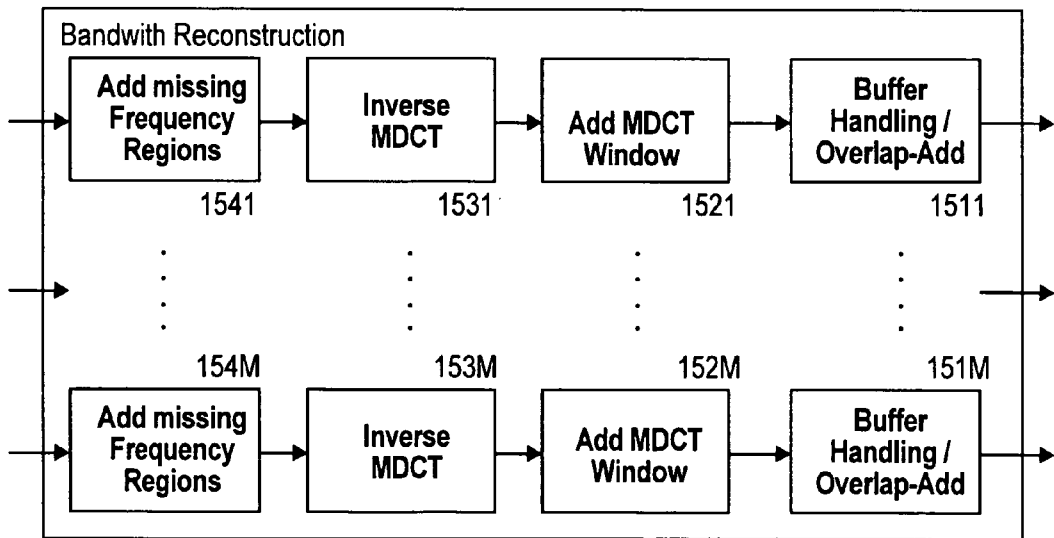 Bandwith Reconstruction
Add missing
Frequency
Regions
Inverse
MDCT
Add MDCT
Window
Buffer
Handling /
Overlap-Add
1541
1531
1521
1511
154M
153M
152M
151M
Add missing
Frequency
Regions
Inverse
MDCT
Add MDCT
Window
Buffer
Handling /
Overlap-Add